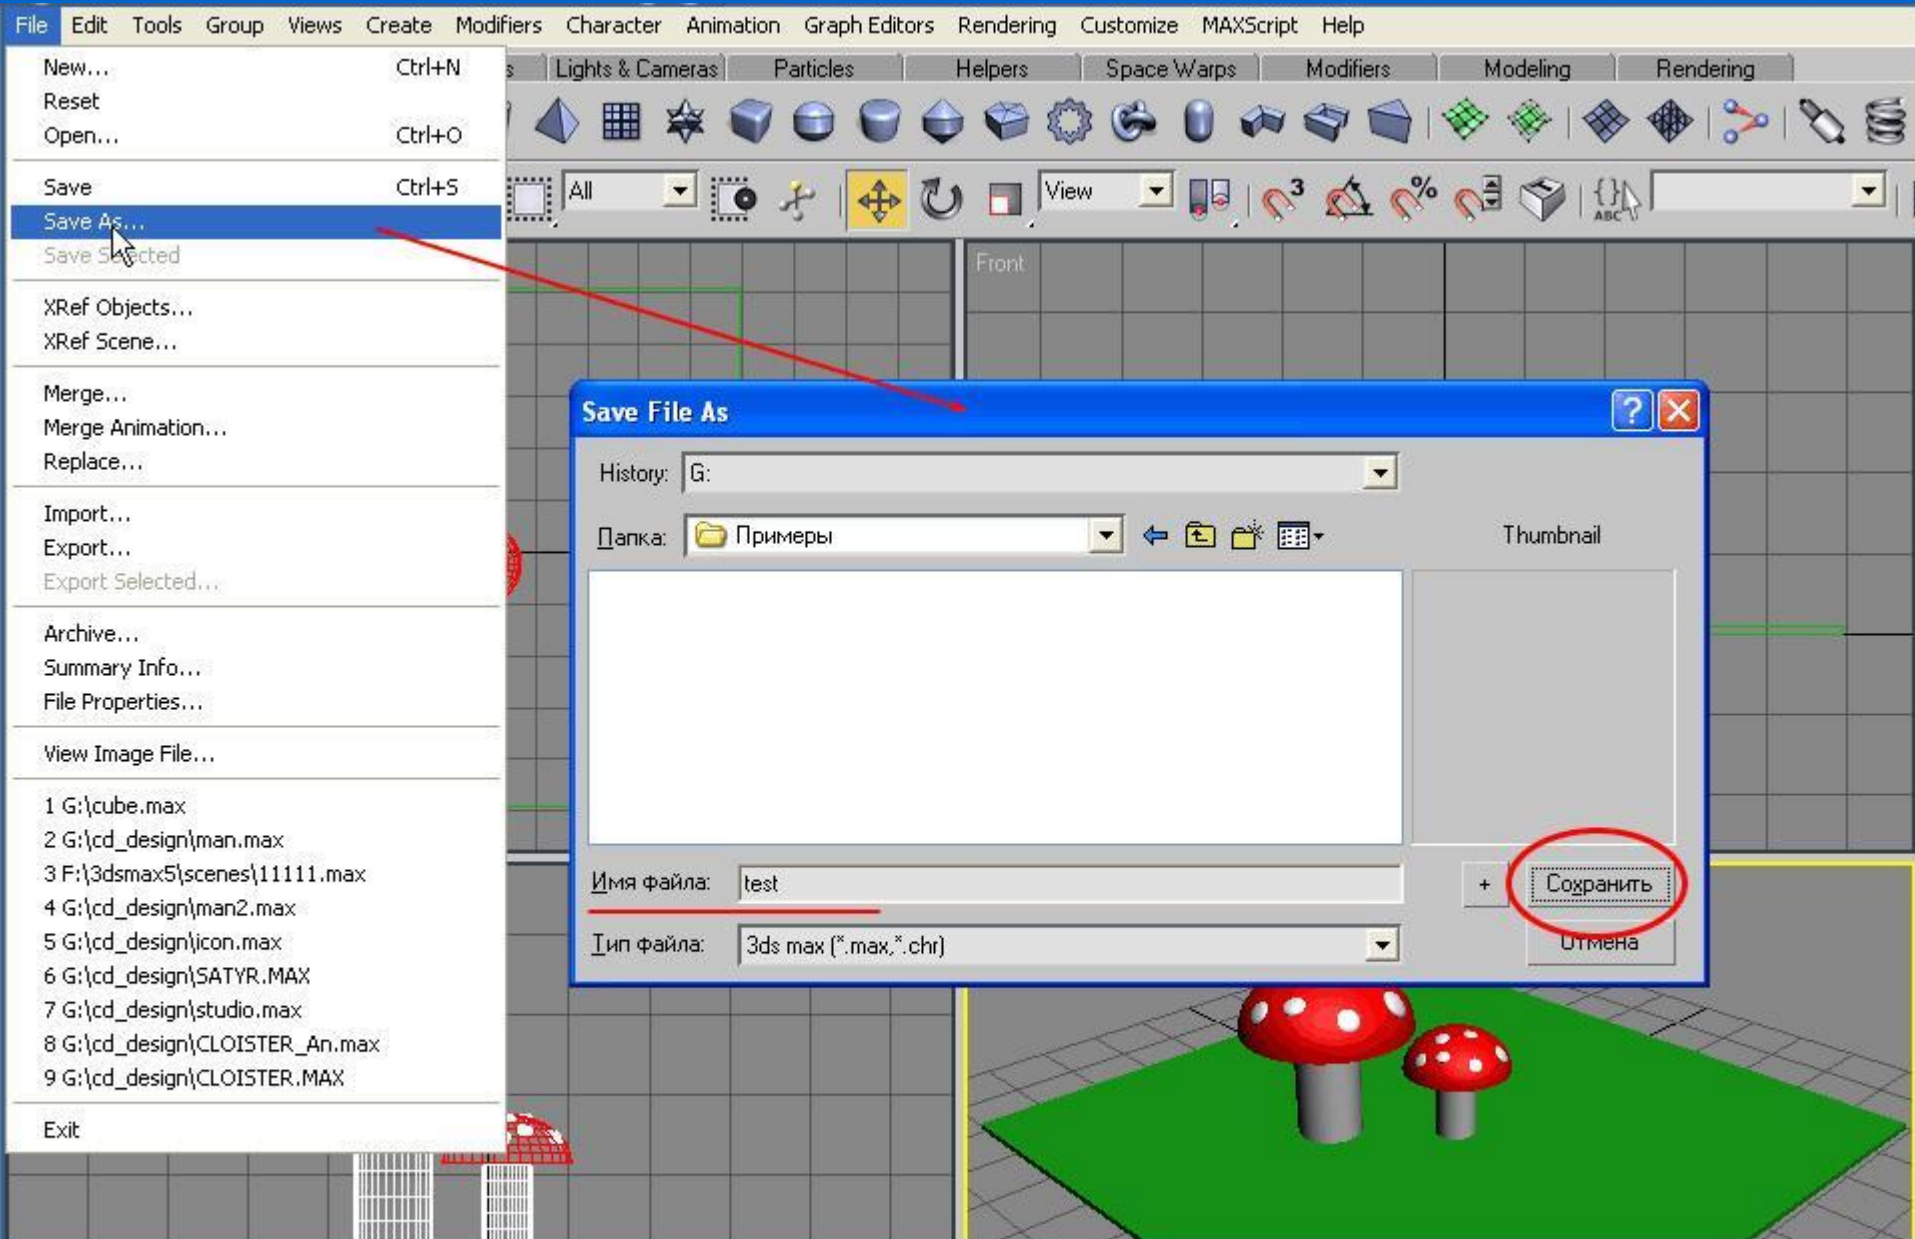 File Edit Tools Group Views Create Modifiers Character Animation Graph Editors Rendering Customize MAXScript Help
Lights & Cameras Particles Helpers Space Warps Modifiers Modeling Rendering
New... Ctrl+N
Reset
Open... Ctrl+O
Save Ctrl+S
Save As...
Save Selected
XRef Objects...
XRef Scene...
Merge...
Merge Animation...
Replace...
Import...
Export...
Export Selected...
Archive...
Summary Info...
File Properties...
View Image File...
1 G:\cube.max
2 G:\cd_design\man.max
3 F:\3dsmax5\scenes\11111.max
4 G:\cd_design\man2.max
5 G:\cd_design\icon.max
6 G:\cd_design\SATYR.MAX
7 G:\cd_design\studio.max
8 G:\cd_design\CLOISTER_An.max
9 G:\cd_design\CLOISTER.MAX
Exit
All View 3 % ABC
Front
Save File As ?
History: G:
Папка: Примеры Thumbnail
Имя файла: test + Сохранить
Тип файла: 3ds max (*.max,*.chr) Отмена